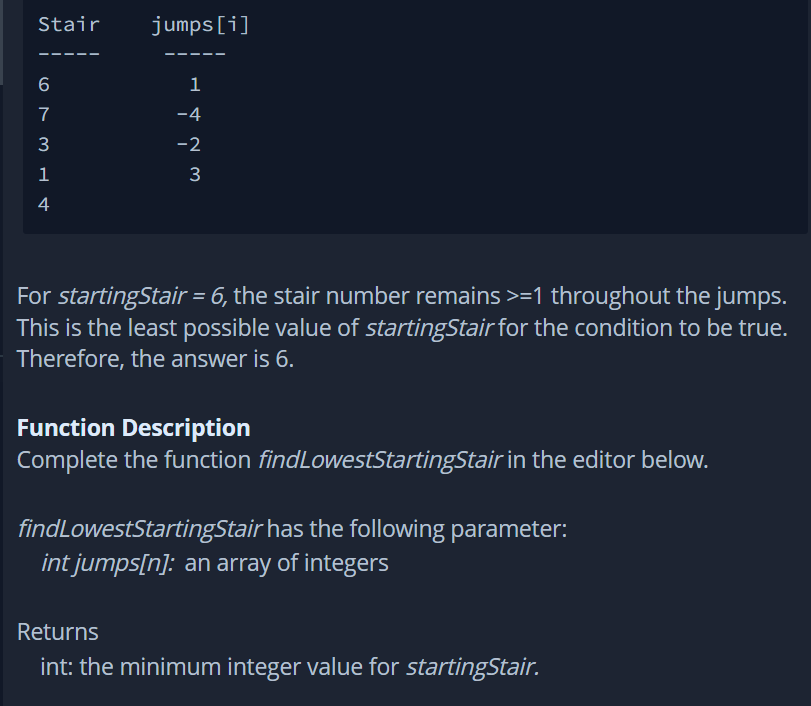 Stair jumps[i]
----- -----
6 1
7 -4
3 -2
1 3
4
For startingStair = 6, the stair number remains >=1 throughout the jumps.
This is the least possible value of startingStair for the condition to be true.
Therefore, the answer is 6.
Function Description
Complete the function findLowestStartingStair in the editor below.
findLowestStartingStair has the following parameter:
int jumps[n]: an array of integers
Returns
int: the minimum integer value for startingStair.